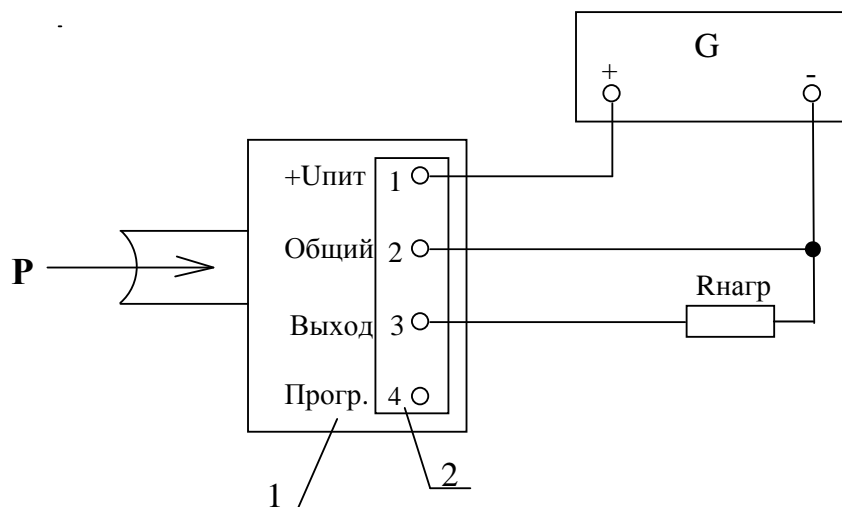 -
G
+ -
+Uпит 1
Общий 2
P
Rнагр
Выход 3
Прогр. 4
1
2